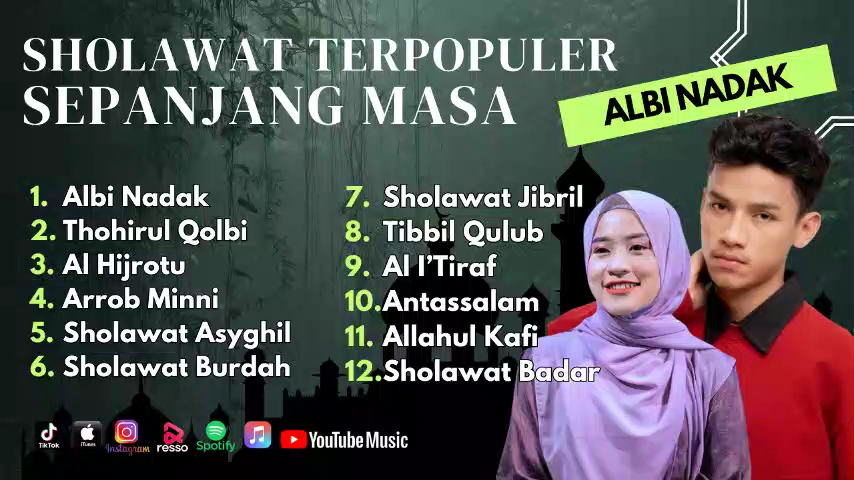 SHOLAWAT TERPOPULER
SEPANJANG MASA
ALBI NADAK
1. Albi Nadak
2. Thohirul Qolbi
3. Al Hijrotu
4. Arrob Minni
5. Sholawat Asyghil
6. Sholawat Burdah
7. Sholawat Jibril
8. Tibbil Qulub
9. Al I'Tiraf
10. Antassalam
11. Allahul Kafi
12. Sholawat Badar
TikTok
iTunes
Instagram
resso
Spotify
YouTube Music